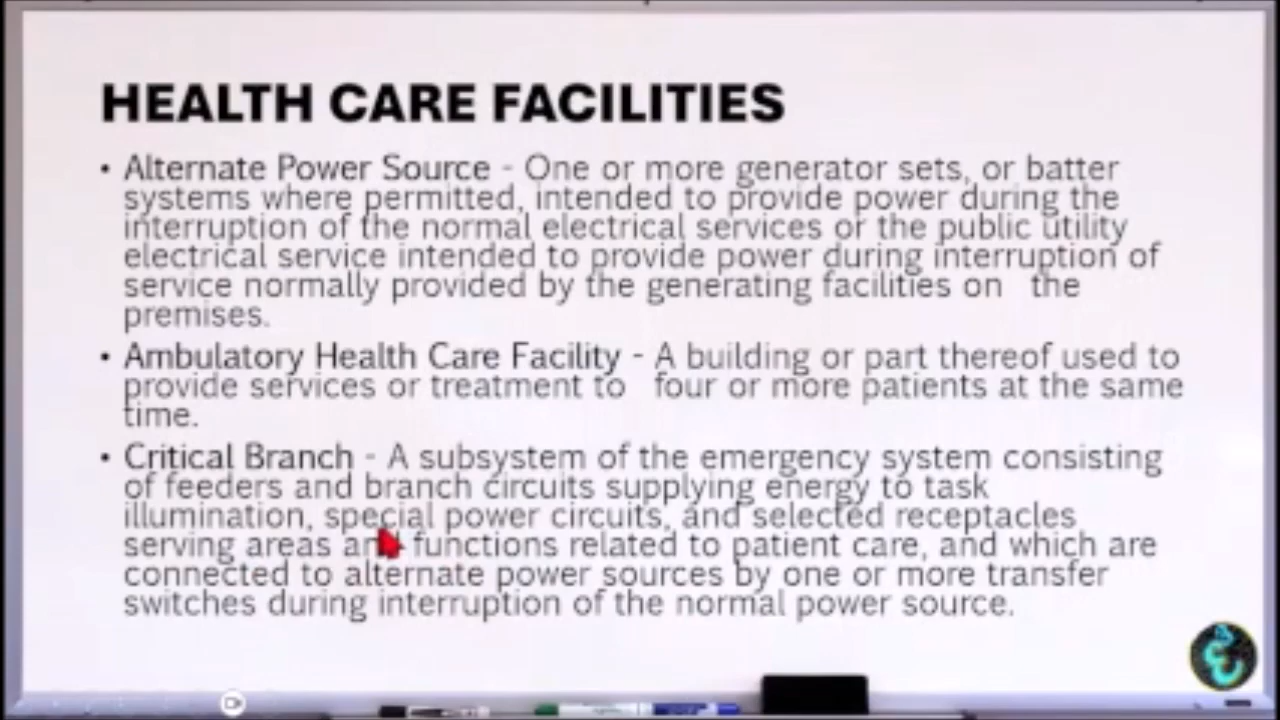 HEALTH CARE FACILITIES
• Alternate Power Source - One or more generator sets, or batter
systems where permitted, intended to provide power during the
interruption of the normal electrical services or the public utility
electrical service intended to provide power during interruption of
service normally provided by the generating facilities on the
premises.
• Ambulatory Health Care Facility - A building or part thereof used to
provide services or treatment to four or more patients at the same
time.
• Critical Branch - A subsystem of the emergency system consisting
of feeders and branch circuits supplying energy to task
illumination, special power circuits, and selected receptacles
serving areas and functions related to patient care, and which are
connected to alternate power sources by one or more transfer
switches during interruption of the normal power source.